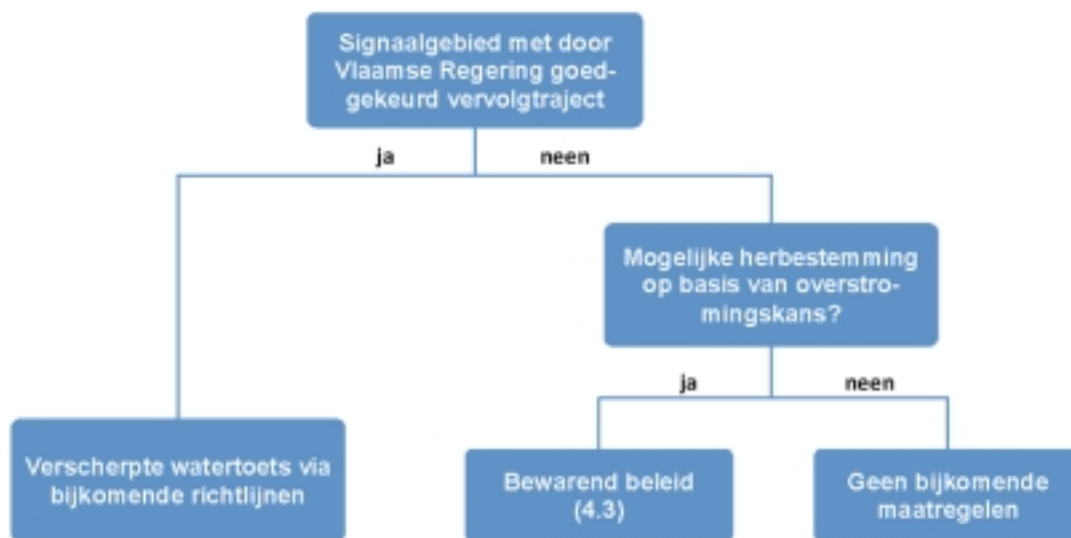 Signaalgebied met door
Vlaamse Regering goed-
gekeurd vervolgtraject
ja
neen
Mogelijke herbestemming
op basis van overstro-
mingskans?
ja
neen
Verscherpte watertoets via
bijkomende richtlijnen
Bewarend beleid
(4.3)
Geen bijkomende
maatregelen